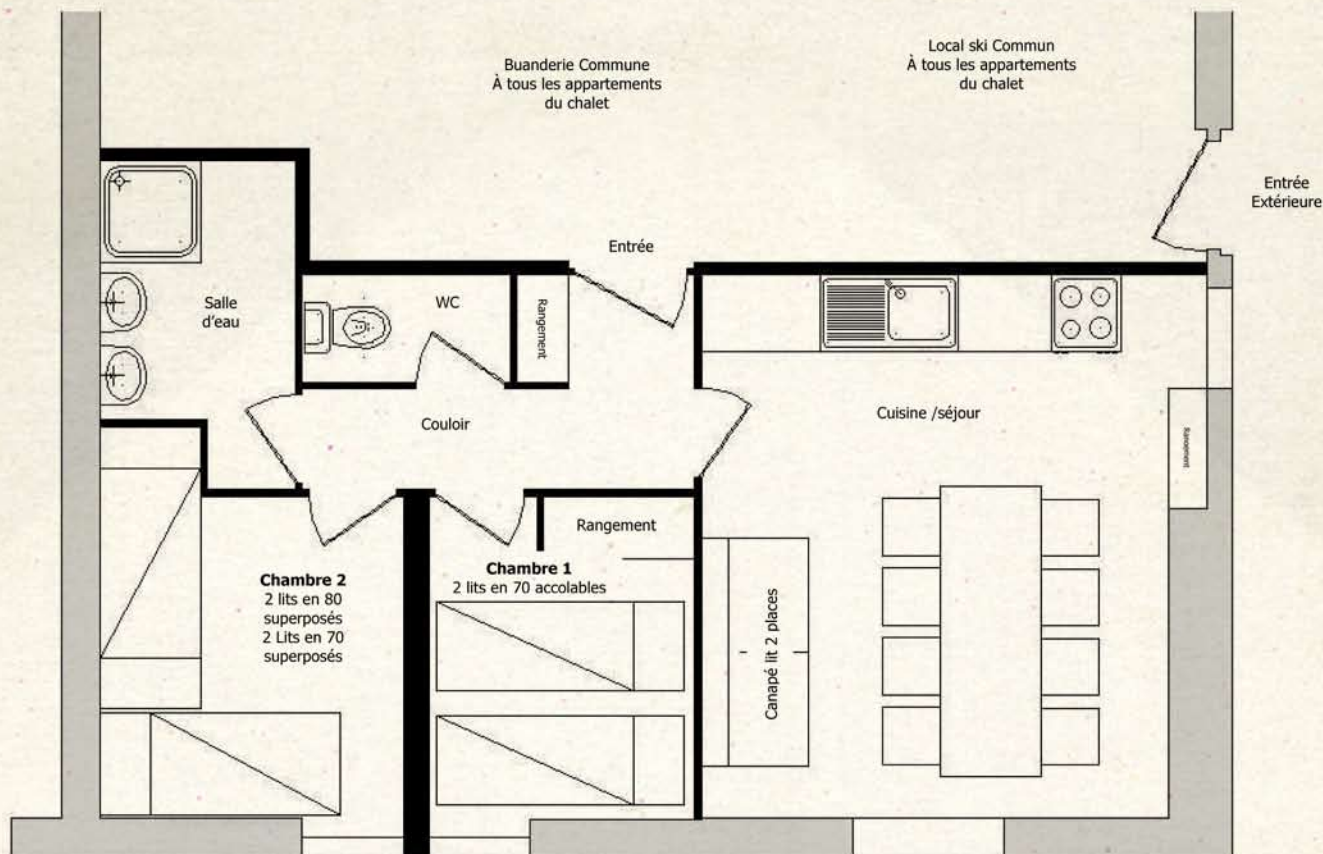 Buanderie Commune
À tous les appartements
du chalet
Local ski Commun
À tous les appartements
du chalet
Entrée
Extérieure
Entrée
Salle
d'eau
WC
Rangement
Couloir
Cuisine /séjour
Rangement
Rangement
Chambre 1
2 lits en 70 accolables
Chambre 2
2 lits en 80
superposés
2 Lits en 70
superposés
Canapé lit 2 places